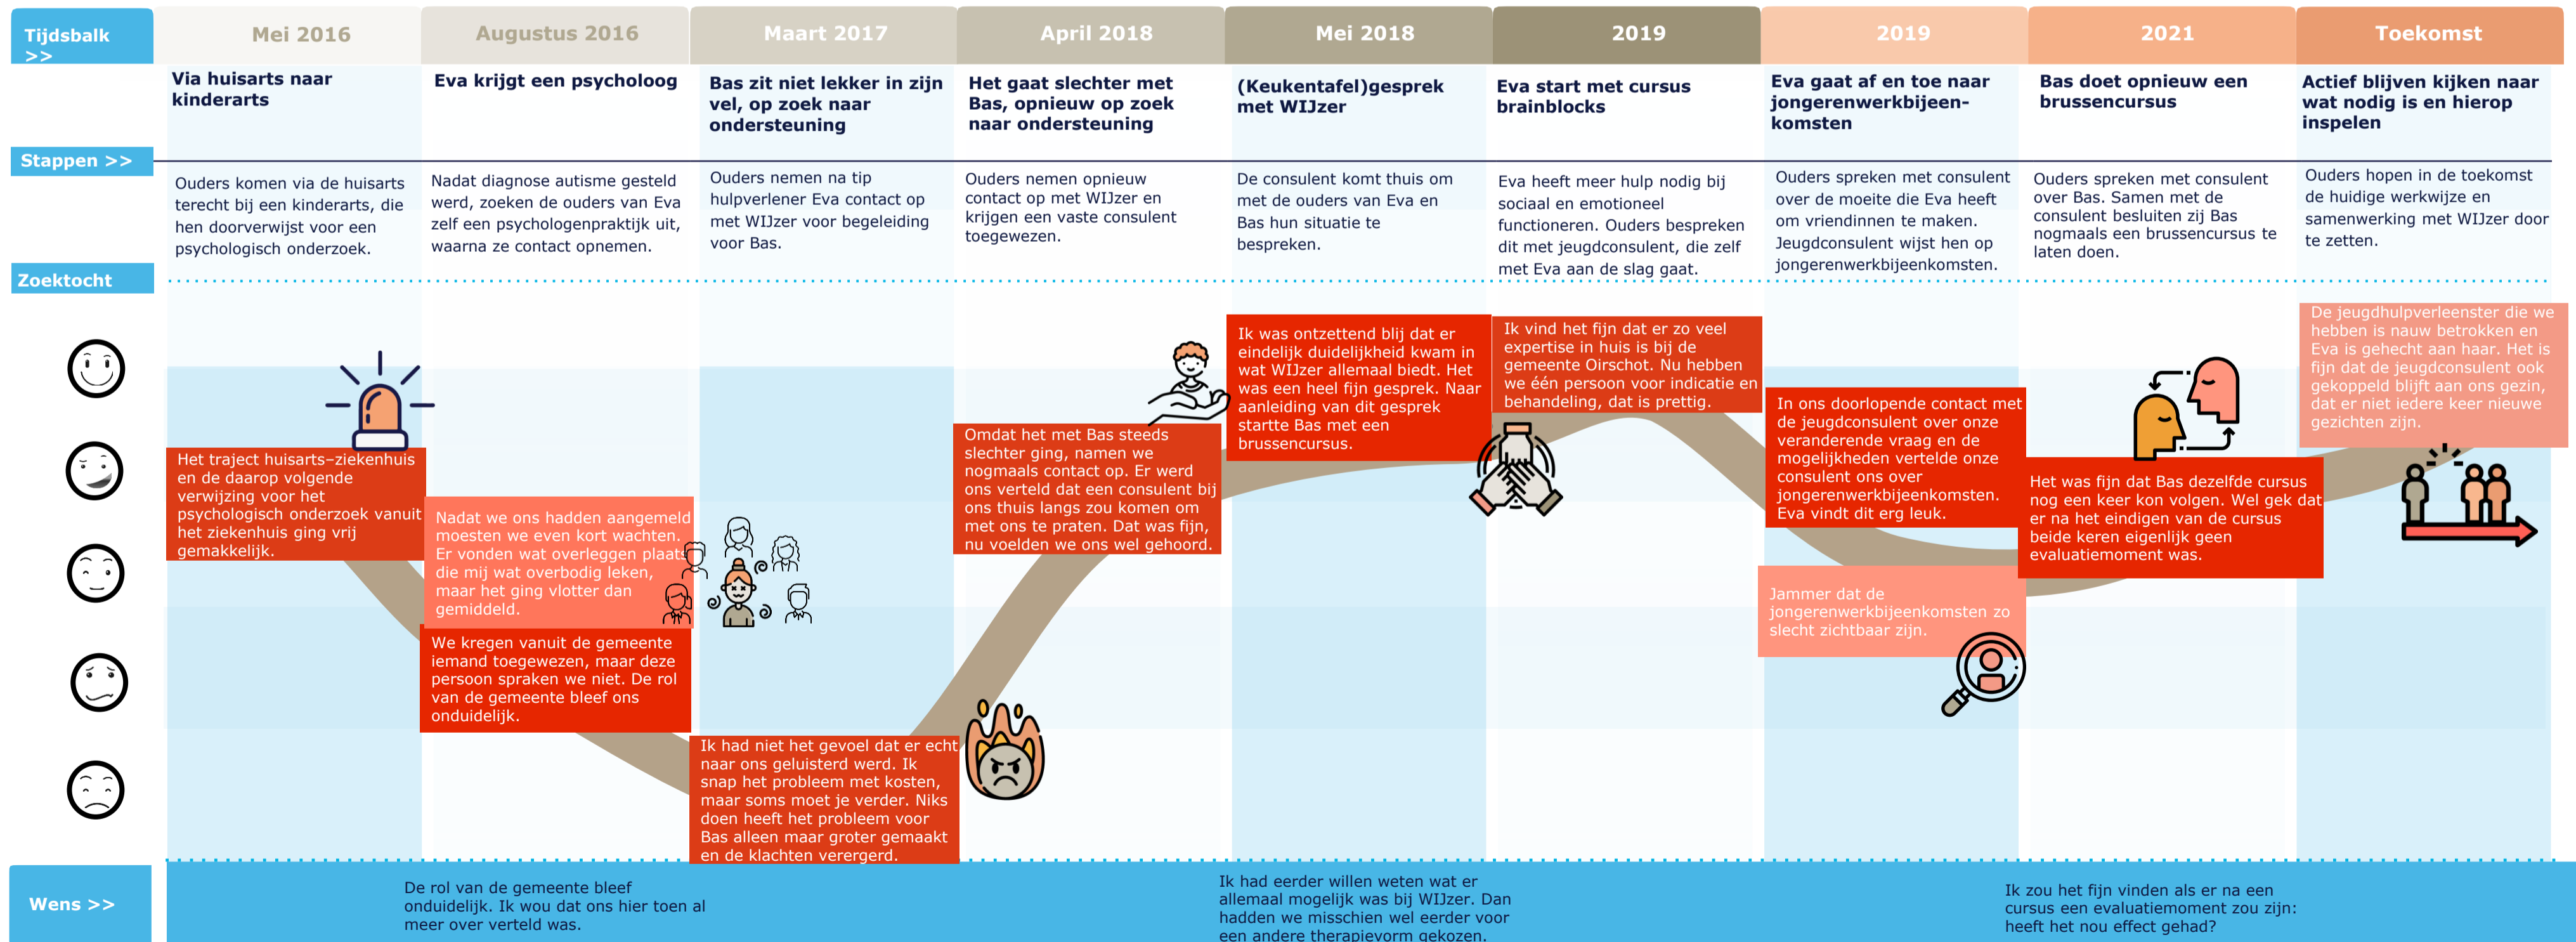 Tijdsbalk
>>
Mei 2016
Augustus 2016
Maart 2017
April 2018
Mei 2018
2019
2019
2021
Toekomst
Via huisarts naar
kinderarts
Eva krijgt een psycholoog
Bas zit niet lekker in zijn
vel, op zoek naar
ondersteuning
Het gaat slechter met
Bas, opnieuw op zoek
naar ondersteuning
(Keukentafel)gesprek
met WIJzer
Eva start met cursus
brainblocks
Eva gaat af en toe naar
jongerenwerkbijeen-
komsten
Bas doet opnieuw een
brussencursus
Actief blijven kijken naar
wat nodig is en hierop
inspelen
Stappen >>
Ouders komen via de huisarts
terecht bij een kinderarts, die
hen doorverwijst voor een
psychologisch onderzoek.
Nadat diagnose autisme gesteld
werd, zoeken de ouders van Eva
zelf een psychologenpraktijk uit,
waarna ze contact opnemen.
Ouders nemen na tip
hulpverlener Eva contact op
met WIJzer voor begeleiding
voor Bas.
Ouders nemen opnieuw
contact op met WIJzer en
krijgen een vaste consulent
toegewezen.
De consulent komt thuis om
met de ouders van Eva en
Bas hun situatie te
bespreken.
Eva heeft meer hulp nodig bij
sociaal en emotioneel
functioneren. Ouders bespreken
dit met jeugdconsulent, die zelf
met Eva aan de slag gaat.
Ouders spreken met consulent
over de moeite die Eva heeft
om vriendinnen te maken.
Jeugdconsulent wijst hen op
jongerenwerkbijeenkomsten.
Ouders spreken met consulent
over Bas. Samen met de
consulent besluiten zij Bas
nogmaals een brussencursus te
laten doen.
Ouders hopen in de toekomst
de huidige werkwijze en
samenwerking met WIJzer door
te zetten.
Zoektocht
Het traject huisarts–ziekenhuis
en de daarop volgende
verwijzing voor het
psychologisch onderzoek vanuit
het ziekenhuis ging vrij
gemakkelijk.
Nadat we ons hadden aangemeld
moesten we even kort wachten.
Er vonden wat overleggen plaats
die mij wat overbodig leken,
maar het ging vlotter dan
gemiddeld.
We kregen vanuit de gemeente
iemand toegewezen, maar deze
persoon spraken we niet. De rol
van de gemeente bleef ons
onduidelijk.
Ik had niet het gevoel dat er echt
naar ons geluisterd werd. Ik
snap het probleem met kosten,
maar soms moet je verder. Niks
doen heeft het probleem voor
Bas alleen maar groter gemaakt
en de klachten verergerd.
Omdat het met Bas steeds
slechter ging, namen we
nogmaals contact op. Er werd
ons verteld dat een consulent bij
ons thuis langs zou komen om
met ons te praten. Dat was fijn,
nu voelden we ons wel gehoord.
Ik was ontzettend blij dat er
eindelijk duidelijkheid kwam in
wat WIJzer allemaal biedt. Het
was een heel fijn gesprek. Naar
aanleiding van dit gesprek
startte Bas met een
brussencursus.
Ik vind het fijn dat er zo veel
expertise in huis is bij de
gemeente Oirschot. Nu hebben
we één persoon voor indicatie en
behandeling, dat is prettig.
In ons doorlopende contact met
de jeugdconsulent over onze
veranderende vraag en de
mogelijkheden vertelde onze
consulent ons over
jongerenwerkbijeenkomsten.
Eva vindt dit erg leuk.
Jammer dat de
jongerenwerkbijeenkomsten zo
slecht zichtbaar zijn.
Het was fijn dat Bas dezelfde cursus
nog een keer kon volgen. Wel gek dat
er na het eindigen van de cursus
beide keren eigenlijk geen
evaluatiemoment was.
De jeugdhulpverleenster die we
hebben is nauw betrokken en
Eva is gehecht aan haar. Het is
fijn dat de jeugdconsulent ook
gekoppeld blijft aan ons gezin,
dat er niet iedere keer nieuwe
gezichten zijn.
Wens >>
De rol van de gemeente bleef
onduidelijk. Ik wou dat ons hier toen al
meer over verteld was.
Ik had eerder willen weten wat er
allemaal mogelijk was bij WIJzer. Dan
hadden we misschien wel eerder voor
een andere therapievorm gekozen.
Ik zou het fijn vinden als er na een
cursus een evaluatiemoment zou zijn:
heeft het nou effect gehad?